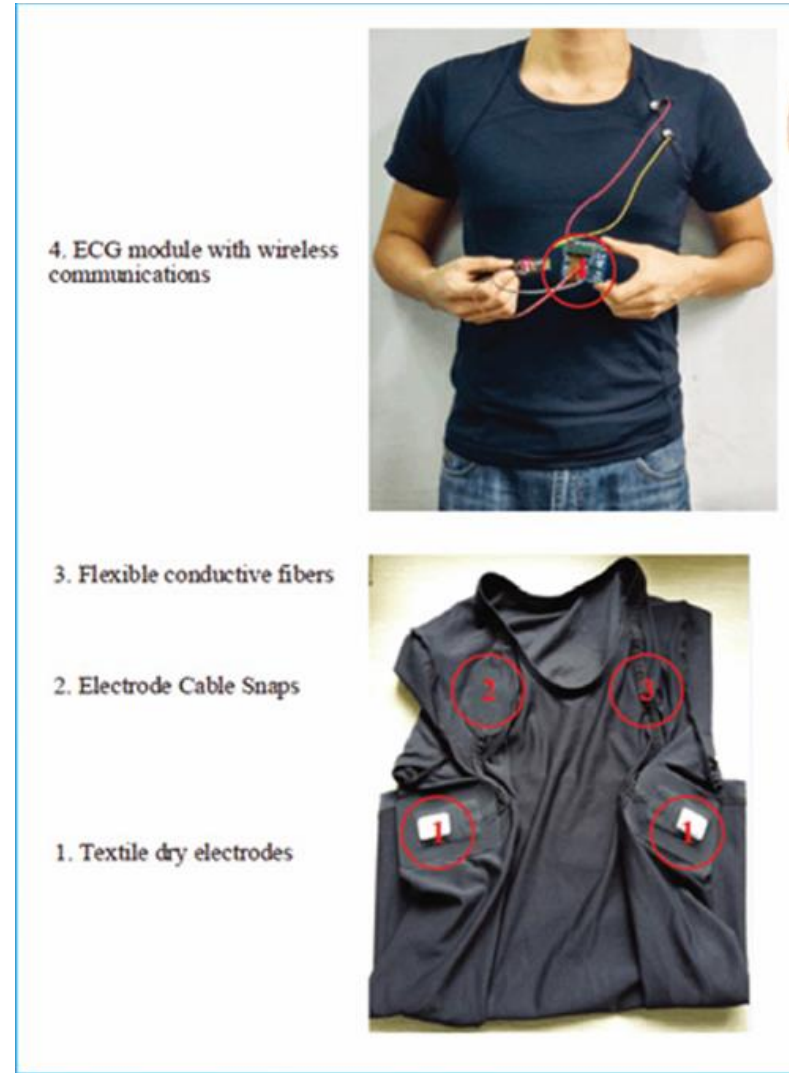 4. ECG module with wireless
communications
3. Flexible conductive fibers
2. Electrode Cable Snaps
1. Textile dry electrodes
2
3
1
1